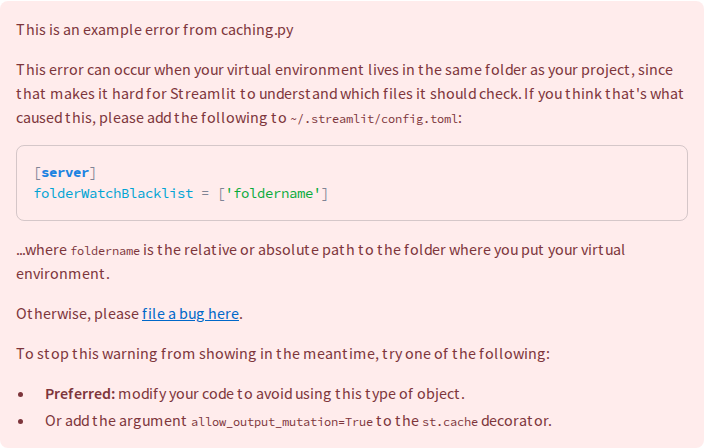 This is an example error from caching.py
This error can occur when your virtual environment lives in the same folder as your project, since
that makes it hard for Streamlit to understand which files it should check. If you think that's what
caused this, please add the following to ~/.streamlit/config.toml:
[server]
folderWatchBlacklist = ['foldername']
...where foldername is the relative or absolute path to the folder where you put your virtual
environment.
Otherwise, please file a bug here.
To stop this warning from showing in the meantime, try one of the following:
• Preferred: modify your code to avoid using this type of object.
• Or add the argument allow_output_mutation=True to the st.cache decorator.